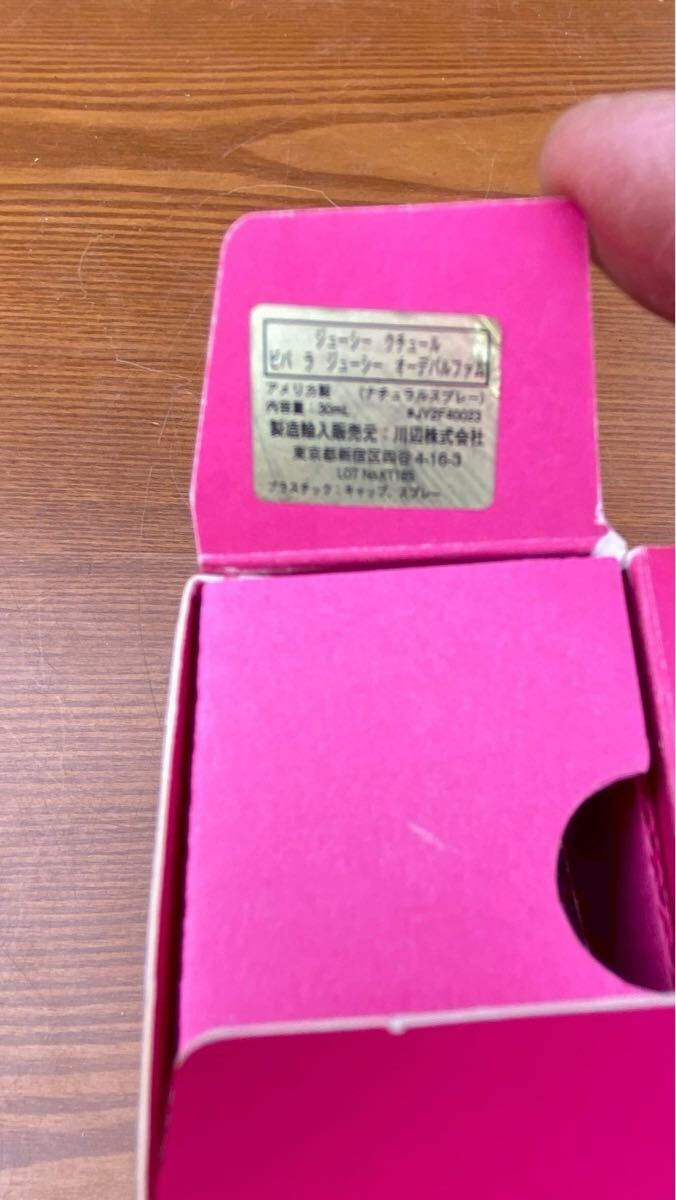 ジューシー クチュール
ビバ ラ ジューシー オーデパルファム
アメリカ製 (ナチュラルスプレー)
内容量:30mL #JV2F40023
製造輸入販売元:川辺株式会社
東京都新宿区四谷4-16-3
LOT No.
プラスチック:キャップ、スプレー